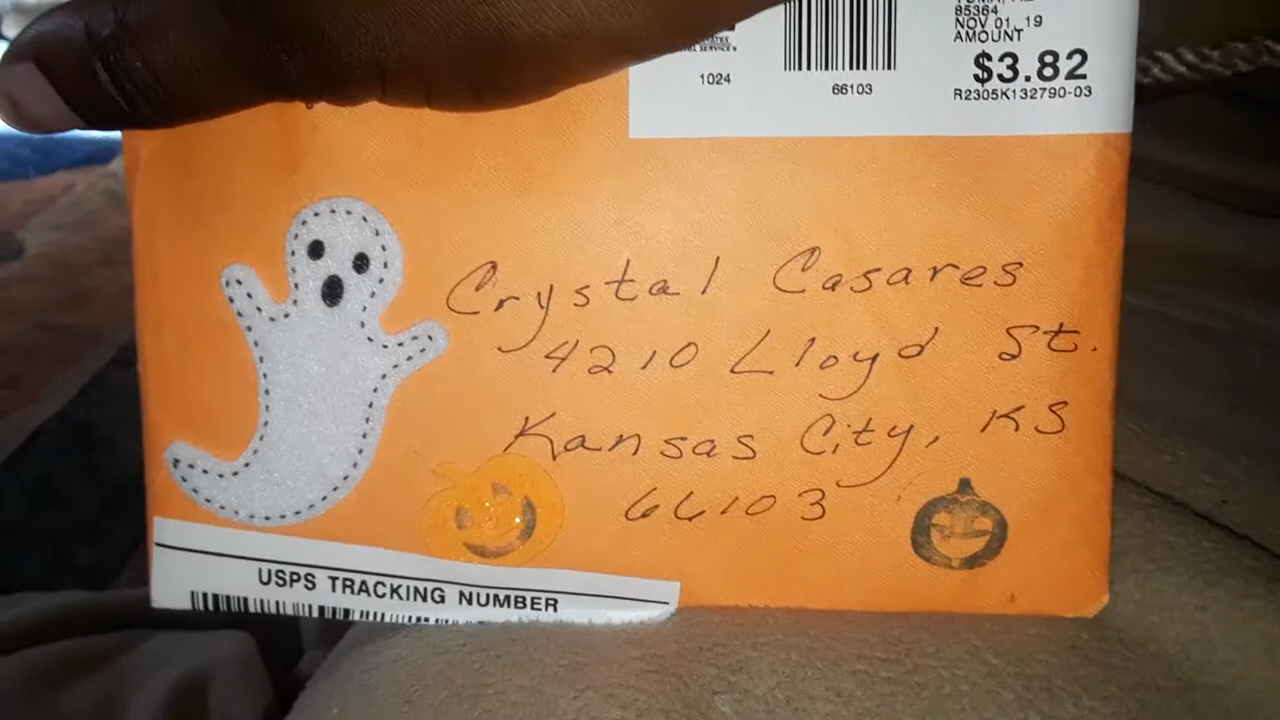 85364
NOV 01, 19
AMOUNT
$3.82
R2305K132790-03
1024
66103
Crystal Casares
4210 Lloyd St.
Kansas City, KS
66103
USPS TRACKING NUMBER